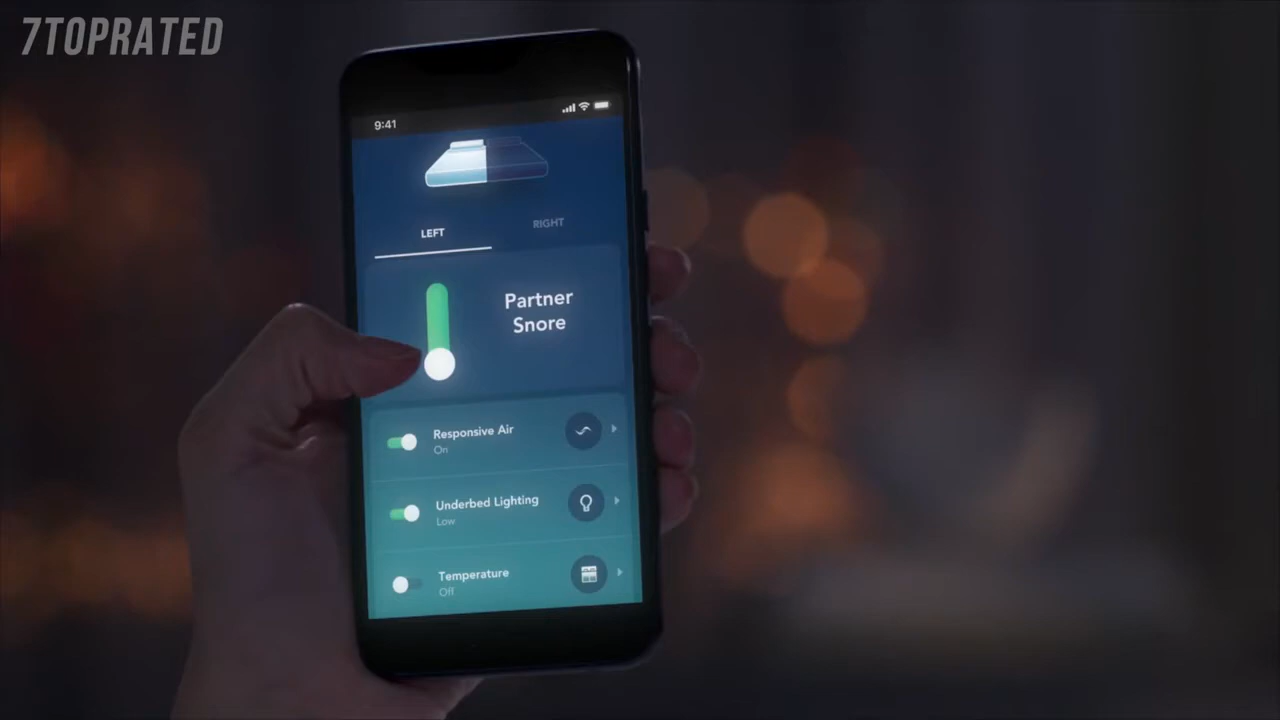 7TOPRATED
9:41
LEFT
RIGHT
Partner
Snore
Responsive Air
On
Underbed Lighting
Low
Temperature
Off